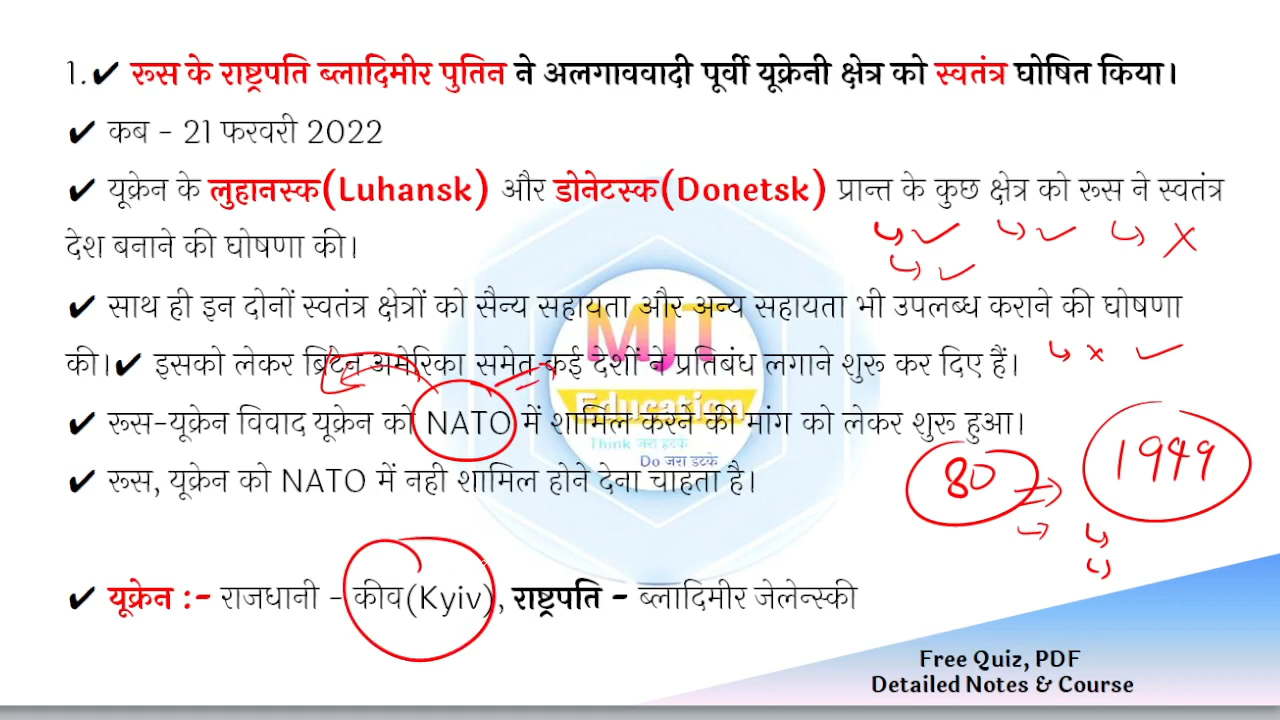 1.✔ रूस के राष्ट्रपति ब्लादिमीर पुतिन ने अलगाववादी पूर्वी यूक्रेनी क्षेत्र को स्वतंत्र घोषित किया।
✔ कब - 21 फरवरी 2022
✔ यूक्रेन के लुहानस्क(Luhansk) और डोनेटस्क(Donetsk) प्रान्त के कुछ क्षेत्र को रूस ने स्वतंत्र
देश बनाने की घोषणा की।
✔ साथ ही इन दोनों स्वतंत्र क्षेत्रों को सैन्य सहायता और अन्य सहायता भी उपलब्ध कराने की घोषणा
की।✔ इसको लेकर ब्रिटेन अमेरिका समेत कई देशों ने प्रतिबंध लगाने शुरू कर दिए हैं।
✔ रूस-यूक्रेन विवाद यूक्रेन को NATO में शामिल करने की मांग को लेकर शुरू हुआ।
✔ रूस, यूक्रेन को NATO में नही शामिल होने देना चाहता है।
80 1949
✔ यूक्रेन :- राजधानी - कीव(Kyiv), राष्ट्रपति - ब्लादिमीर जेलेन्स्की
MJT
Education
Think जरा हटके
Do जरा डटके
Free Quiz, PDF
Detailed Notes & Course